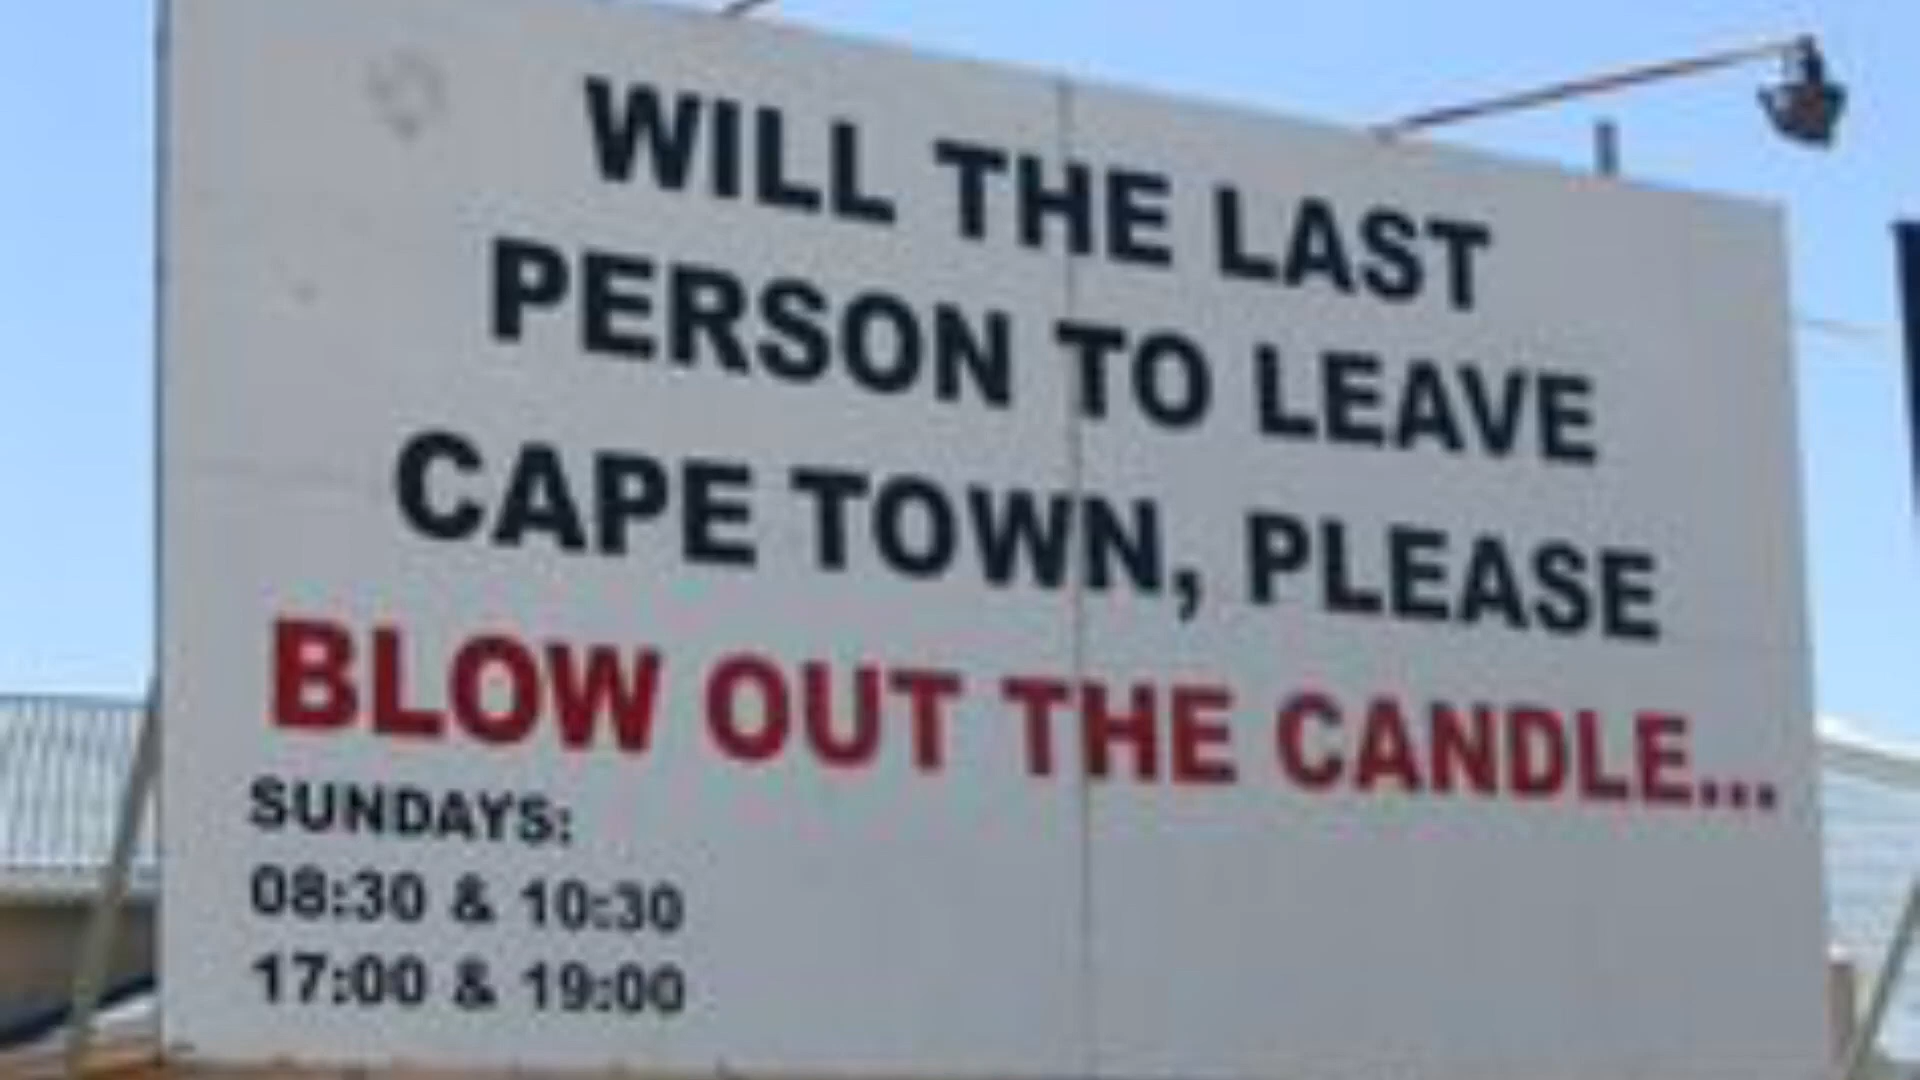 WILL THE LAST
PERSON TO LEAVE
CAPE TOWN, PLEASE
BLOW OUT THE CANDLE...
SUNDAYS:
08:30 & 10:30
17:00 & 19:00